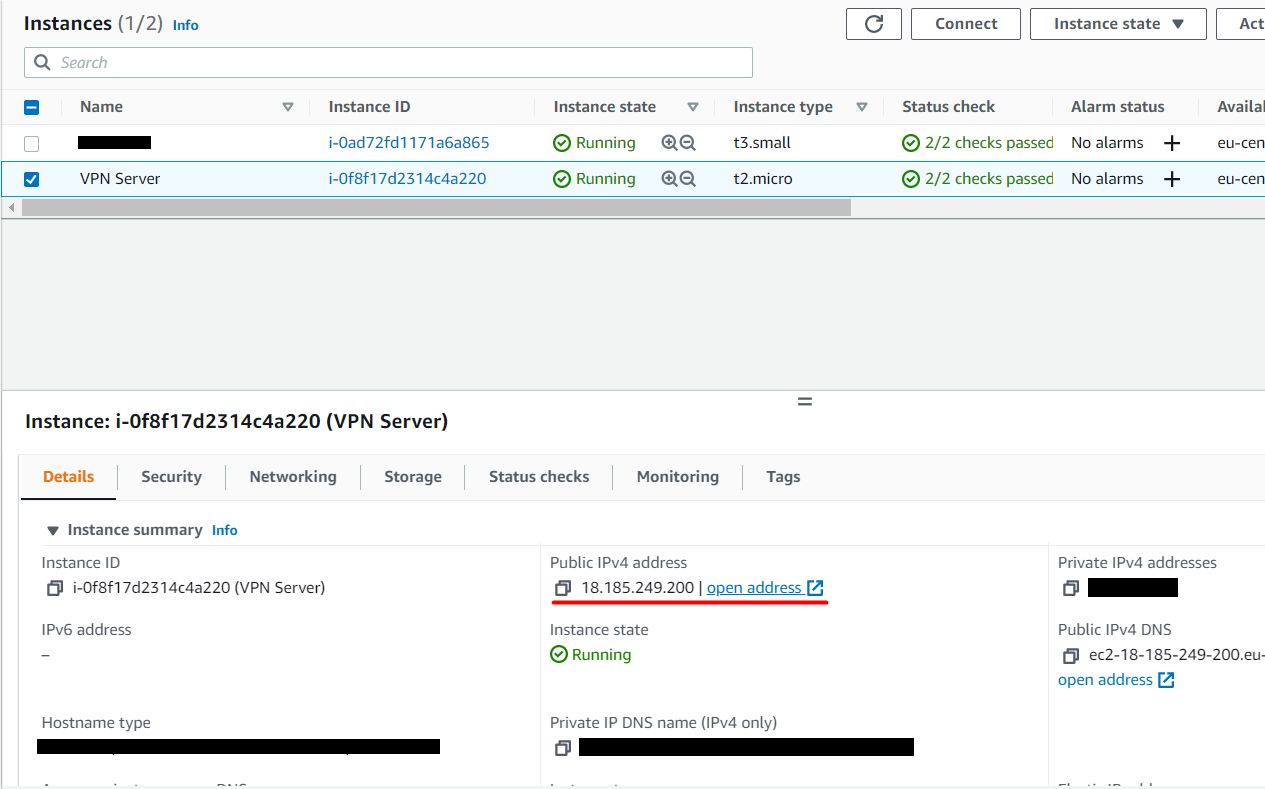 Instances (1/2) Info
Connect
Instance state
Act
Search
Name Instance ID Instance state Instance type Status check Alarm status Availa
i-0ad72fd1171a6a865 Running t3.small 2/2 checks passed No alarms + eu-cen
VPN Server i-0f8f17d2314c4a220 Running t2.micro 2/2 checks passed No alarms + eu-cen
Instance: i-0f8f17d2314c4a220 (VPN Server)
Details Security Networking Storage Status checks Monitoring Tags
Instance summary Info
Instance ID
i-0f8f17d2314c4a220 (VPN Server)
Public IPv4 address
18.185.249.200 | open address
Private IPv4 addresses
IPv6 address
–
Instance state
Running
Public IPv4 DNS
ec2-18-185-249-200.eu-
open address
Hostname type
Private IP DNS name (IPv4 only)